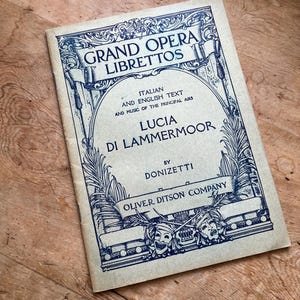 GRAND OPERA
LIBRETTOS
ITALIAN
AND ENGLISH TEXT
AND MUSIC OF THE PRINCIPAL AIRS
LUCIA
DI LAMMERMOOR
BY
DONIZETTI
OLIVER DITSON COMPANY